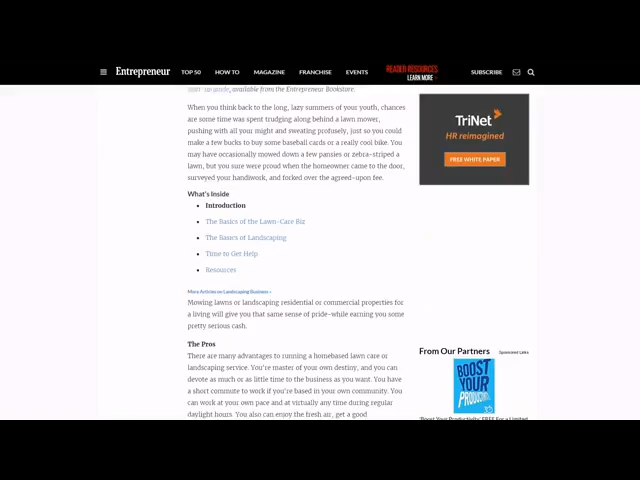 Entrepreneur TOP 50 HOW TO MAGAZINE FRANCHISE EVENTS READER RESOURCES LEARN MORE > SUBSCRIBE
start-up guide, available from the Entrepreneur Bookstore.
When you think back to the long, lazy summers of your youth, chances
are some time was spent trudging along behind a lawn mower,
pushing with all your might and sweating profusely, just so you could
make a few bucks to buy some baseball cards or a really cool bike. You
may have occasionally mowed down a few pansies or zebra-striped a
lawn, but you sure were proud when the homeowner came to the door,
surveyed your handiwork, and forked over the agreed-upon fee.
What's Inside
• Introduction
• The Basics of the Lawn-Care Biz
• The Basics of Landscaping
• Time to Get Help
• Resources
More Articles on Landscaping Business »
Mowing lawns or landscaping residential or commercial properties for
a living will give you that same sense of pride-while earning you some
pretty serious cash.
The Pros
There are many advantages to running a homebased lawn care or
landscaping service. You're master of your own destiny, and you can
devote as much or as little time to the business as you want. You have
a short commute to work if you're based in your own community. You
can work at your own pace and at virtually any time during regular
daylight hours. You also can enjoy the fresh air, get a good
TriNet
HR reimagined
FREE WHITE PAPER
From Our Partners Sponsored Links
BOOST
YOUR
PRODUCTIVITY
'Boost Your Productivity' FREE For a Limited